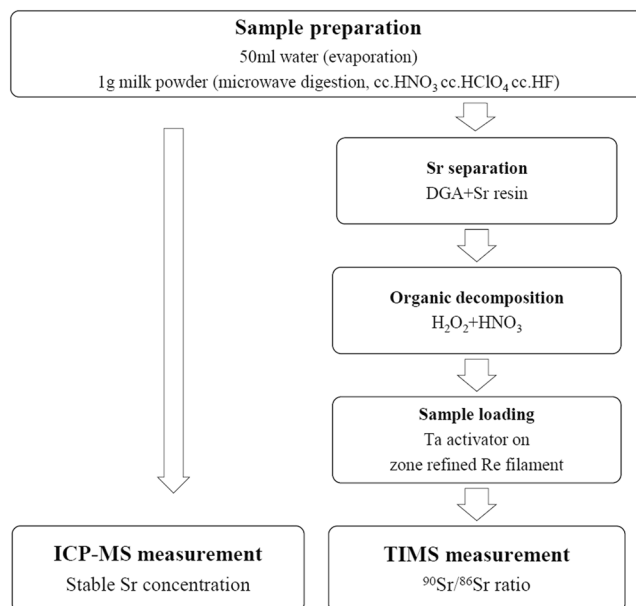 Sample preparation
50ml water (evaporation)
1g milk powder (microwave digestion, cc.HNO₃ cc.HClO₄ cc.HF)
Sr separation
DGA+Sr resin
Organic decomposition
H₂O₂+HNO₃
Sample loading
Ta activator on
zone refined Re filament
ICP-MS measurement
Stable Sr concentration
TIMS measurement
⁹⁰Sr/⁸⁶Sr ratio